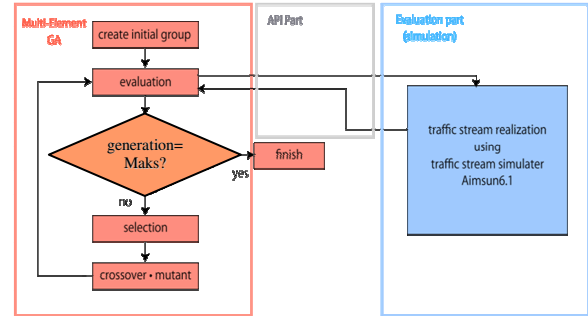 Multi-Element
GA
create initial group
evaluation
generation=
Maks?
yes
finish
no
selection
crossover・mutant
API Part
Evaluation part
(simulation)
traffic stream realization
using
traffic stream simulater
Aimsun6.1